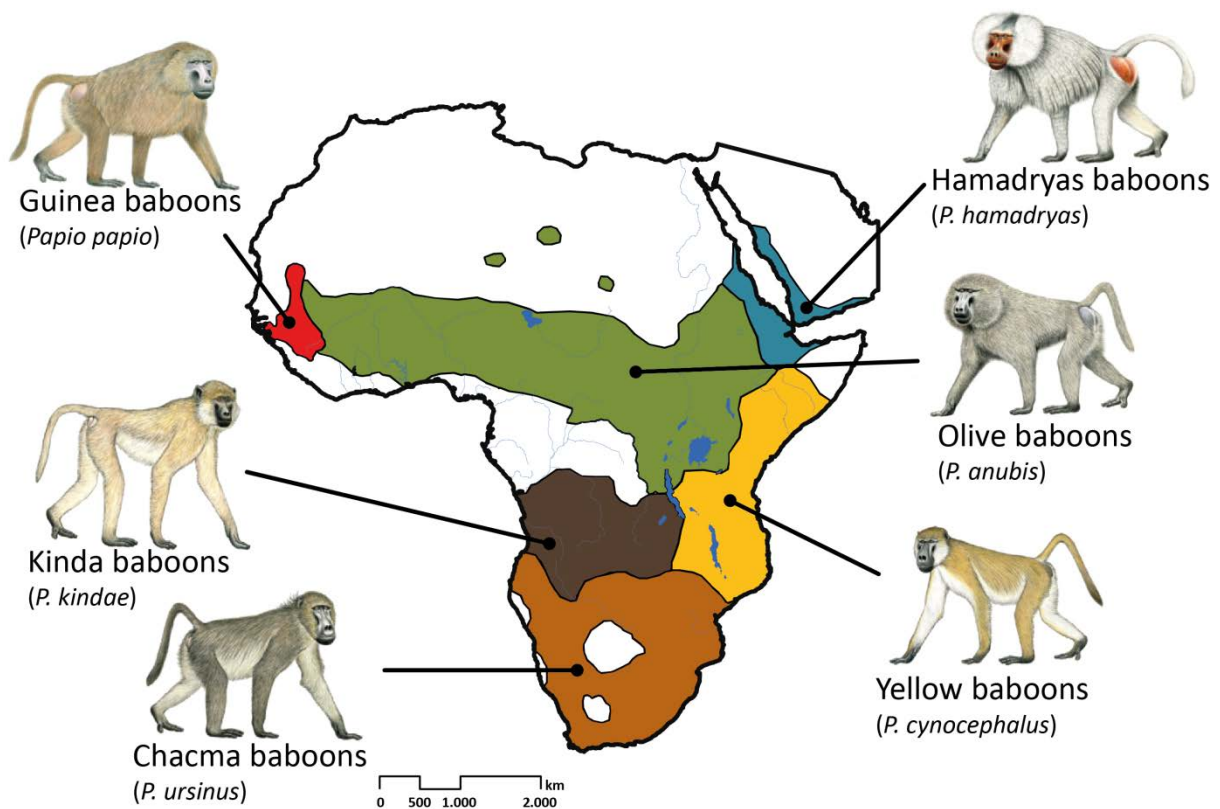 Guinea baboons
(Papio papio)
Hamadryas baboons
(P. hamadryas)
Olive baboons
(P. anubis)
Kinda baboons
(P. kindae)
Yellow baboons
(P. cynocephalus)
Chacma baboons
(P. ursinus)
km
0 500 1.000 2.000